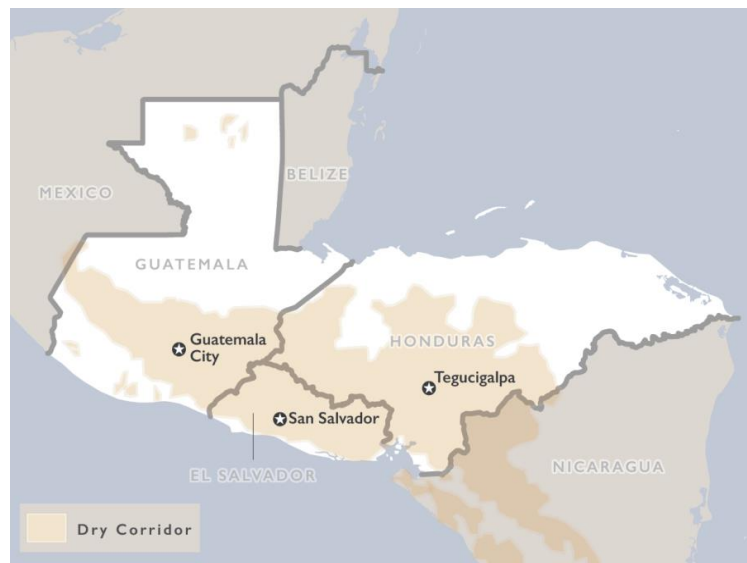 MEXICO
BELIZE
GUATEMALA
Guatemala
City
HONDURAS
Tegucigalpa
San Salvador
EL SALVADOR
NICARAGUA
Dry Corridor